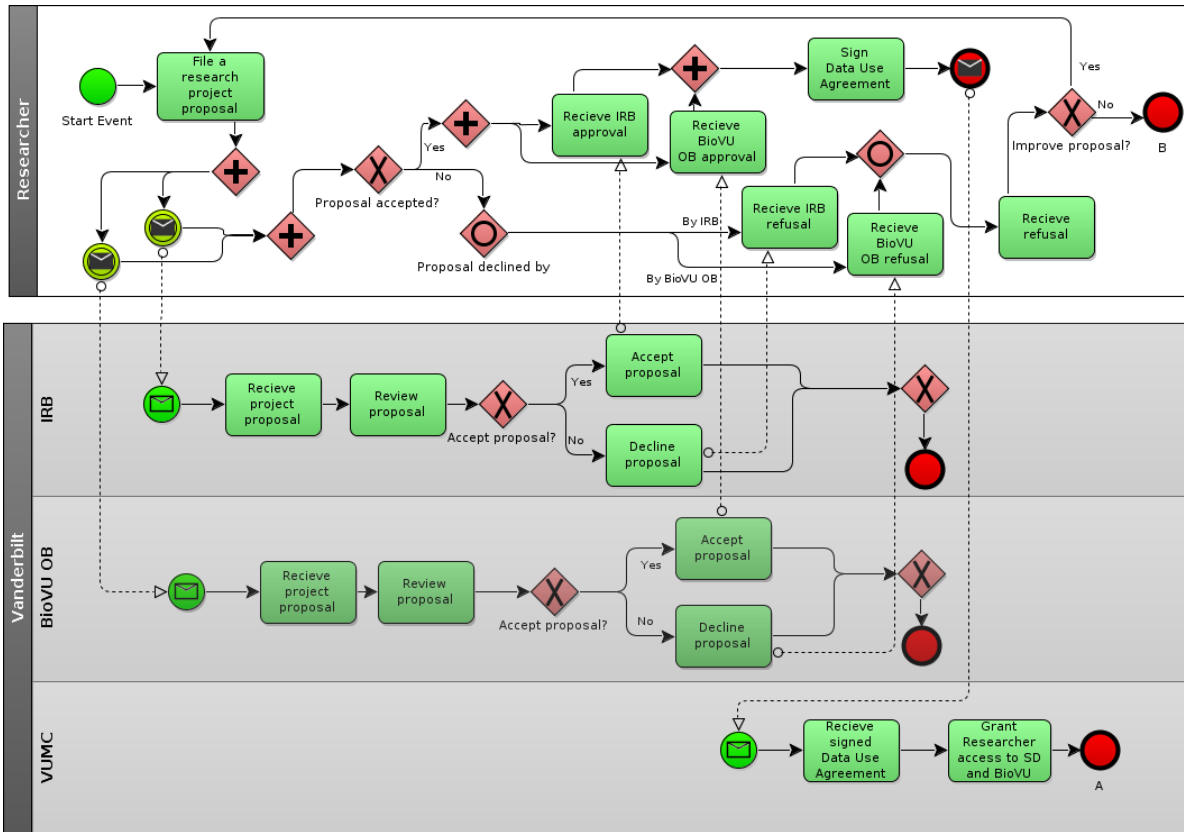 Researcher
File a
research
project
proposal
Start Event
Proposal accepted?
Yes
No
Recieve IRB
approval
Recieve
BioVU
OB approval
Sign
Data Use
Agreement
Proposal declined by
By IRB
By BioVU OB
Recieve IRB
refusal
Recieve
BioVU
OB refusal
Recieve
refusal
Improve proposal?
Yes
No
B
Vanderbilt
IRB
Recieve
project
proposal
Review
proposal
Accept proposal?
Yes
No
Accept
proposal
Decline
proposal
BioVU OB
Recieve
project
proposal
Review
proposal
Accept proposal?
Yes
No
Accept
proposal
Decline
proposal
VUMC
Recieve
signed
Data Use
Agreement
Grant
Researcher
access to SD
and BioVU
A